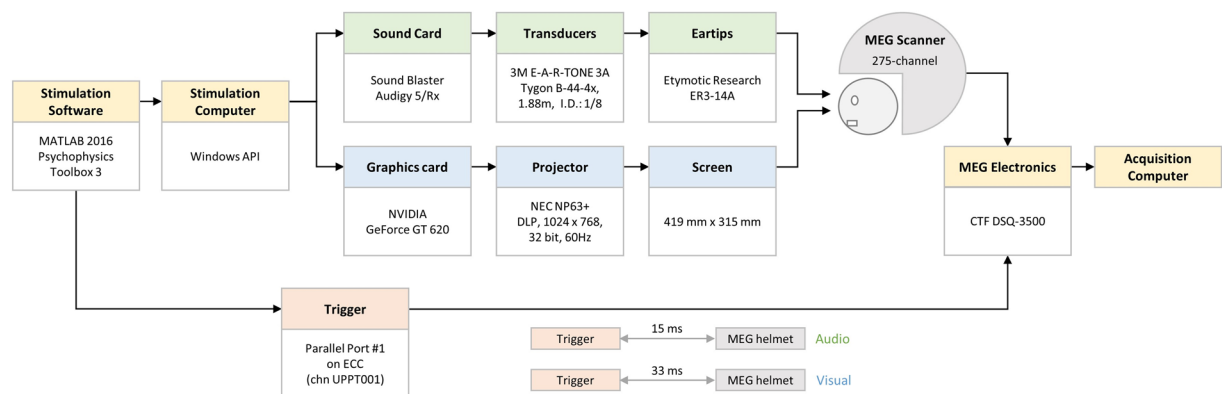 Stimulation
Software
MATLAB 2016
Psychophysics
Toolbox 3
Stimulation
Computer
Windows API
Sound Card
Sound Blaster
Audigy 5/Rx
Transducers
3M E-A-R-TONE 3A
Tygon B-44-4x,
1.88m, I.D.: 1/8
Eartips
Etymotic Research
ER3-14A
Graphics card
NVIDIA
GeForce GT 620
Projector
NEC NP63+
DLP, 1024 x 768,
32 bit, 60Hz
Screen
419 mm x 315 mm
MEG Scanner
275-channel
MEG Electronics
CTF DSQ-3500
Acquisition
Computer
Trigger
Parallel Port #1
on ECC
(chn UPPT001)
Trigger 15 ms MEG helmet Audio
Trigger 33 ms MEG helmet Visual